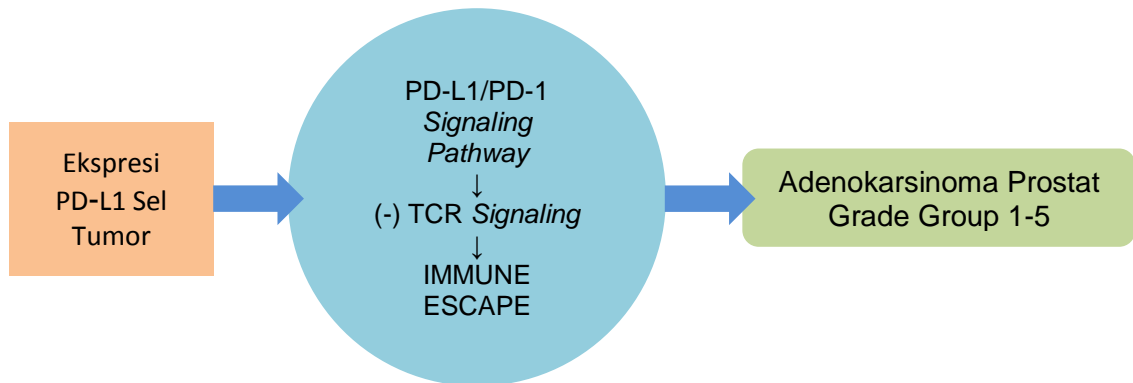 Ekspresi
PD-L1 Sel
Tumor
PD-L1/PD-1
Signaling
Pathway
↓
(-) TCR Signaling
↓
IMMUNE
ESCAPE
Adenokarsinoma Prostat
Grade Group 1-5